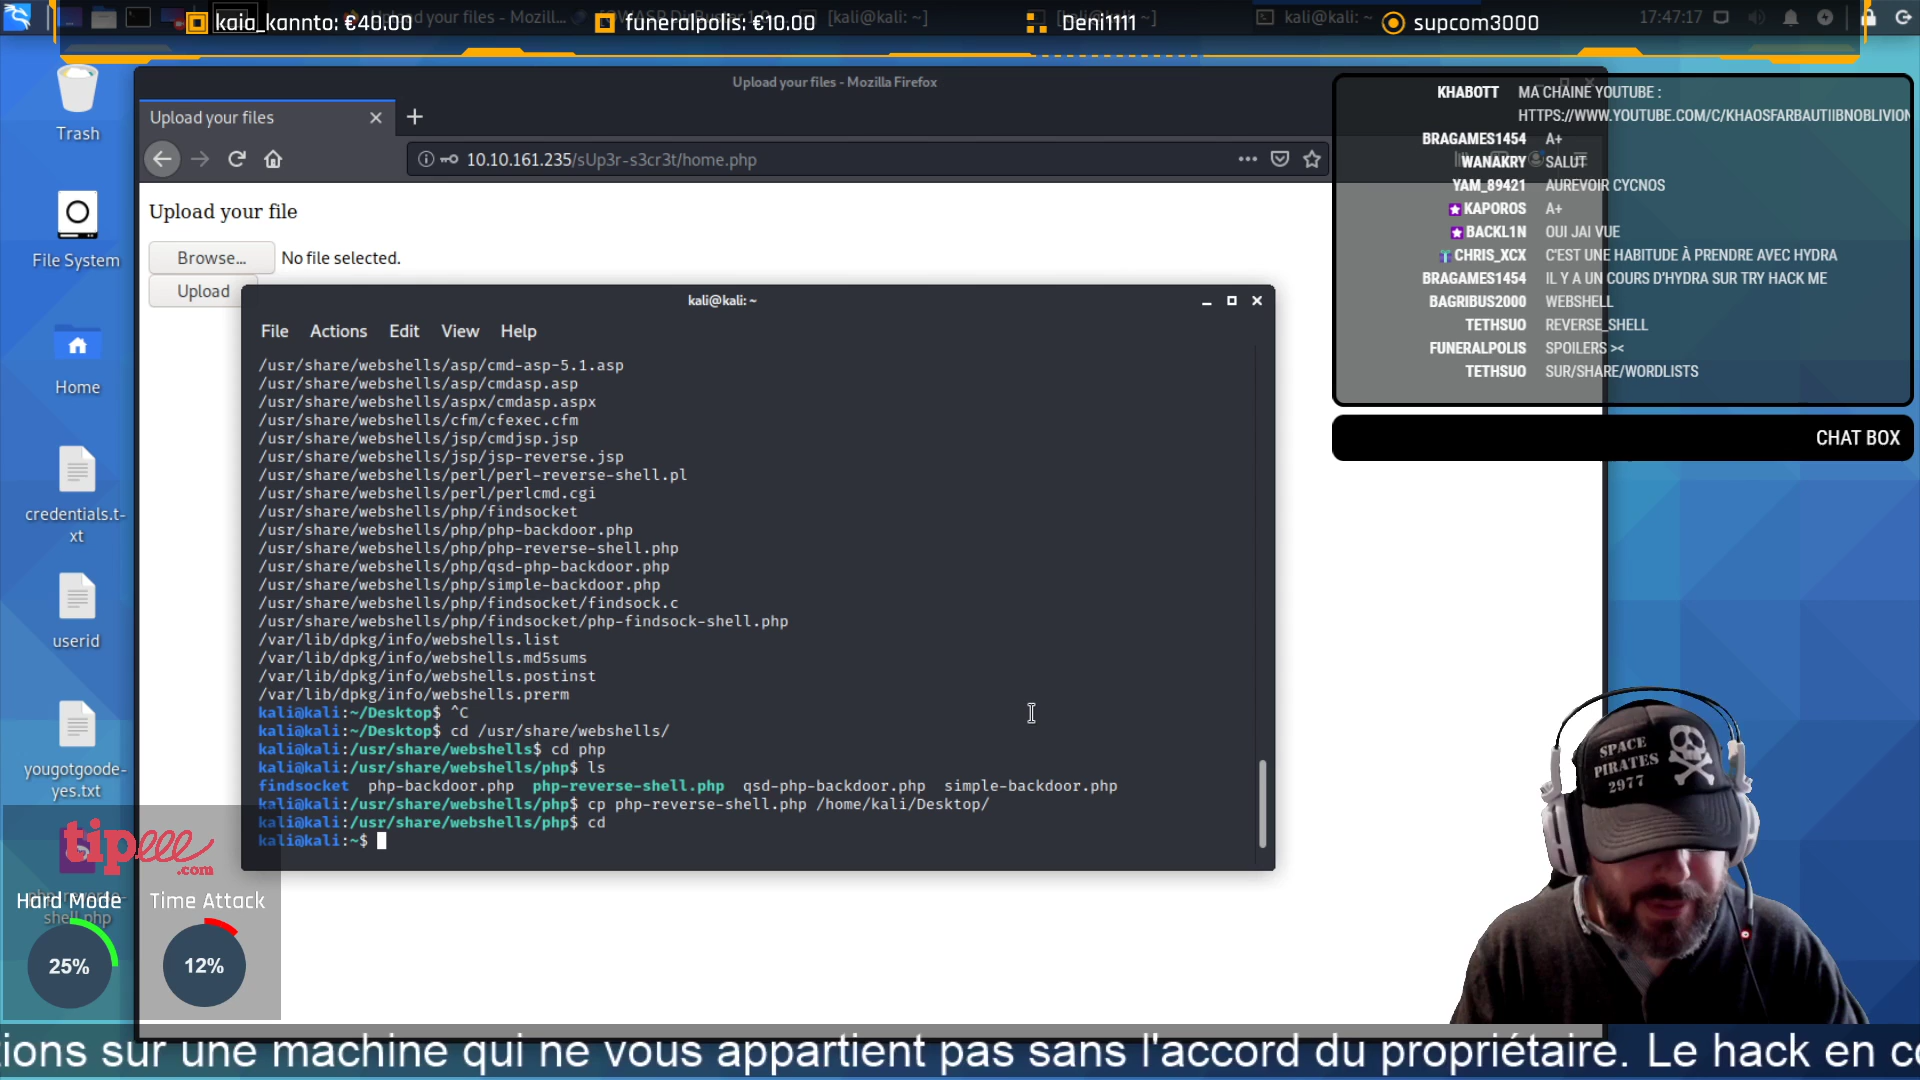 kaia_kannto: €40.00
funeralpolis: €10.00
Deni1111
supcom3000
Upload your files - Mozill...
[kali@kali: ~]
kali@kali: ~
17:47:17
Trash
File System
Home
credentials.t-
xt
userid
yougotgoode-
yes.txt
shell.php
Upload your files - Mozilla Firefox
Upload your files
10.10.161.235/sUp3r-s3cr3t/home.php
Upload your file
Browse...
No file selected.
Upload
kali@kali: ~
File Actions Edit View Help
/usr/share/webshells/asp/cmd-asp-5.1.asp
/usr/share/webshells/asp/cmdasp.asp
/usr/share/webshells/aspx/cmdasp.aspx
/usr/share/webshells/cfm/cfexec.cfm
/usr/share/webshells/jsp/cmdjsp.jsp
/usr/share/webshells/jsp/jsp-reverse.jsp
/usr/share/webshells/perl/perl-reverse-shell.pl
/usr/share/webshells/perl/perlcmd.cgi
/usr/share/webshells/php/findsocket
/usr/share/webshells/php/php-backdoor.php
/usr/share/webshells/php/php-reverse-shell.php
/usr/share/webshells/php/qsd-php-backdoor.php
/usr/share/webshells/php/simple-backdoor.php
/usr/share/webshells/php/findsocket/findsock.c
/usr/share/webshells/php/findsocket/php-findsock-shell.php
/var/lib/dpkg/info/webshells.list
/var/lib/dpkg/info/webshells.md5sums
/var/lib/dpkg/info/webshells.postinst
/var/lib/dpkg/info/webshells.prerm
kali@kali:~/Desktop$ ^C
kali@kali:~/Desktop$ cd /usr/share/webshells/
kali@kali:/usr/share/webshells$ cd php
kali@kali:/usr/share/webshells/php$ ls
findsocket php-backdoor.php php-reverse-shell.php qsd-php-backdoor.php simple-backdoor.php
kali@kali:/usr/share/webshells/php$ cp php-reverse-shell.php /home/kali/Desktop/
kali@kali:/usr/share/webshells/php$ cd
kali@kali:~$
KHABOTT MA CHAINE YOUTUBE :
HTTPS://WWW.YOUTUBE.COM/C/KHAOSFARBAUTIIBNOBLIVION
BRAGAMES1454 A+
WANAKRY SALUT
YAM_89421 AUREVOIR CYCNOS
KAPOROS A+
BACKL1N OUI JAI VUE
CHRIS_XCX C'EST UNE HABITUDE À PRENDRE AVEC HYDRA
BRAGAMES1454 IL Y A UN COURS D'HYDRA SUR TRY HACK ME
BAGRIBUS2000 WEBSHELL
TETHSUO REVERSE_SHELL
FUNERALPOLIS SPOILERS ><
TETHSUO SUR/SHARE/WORDLISTS
CHAT BOX
tipeee
.com
Hard Mode
25%
Time Attack
12%
SPACE
PIRATES
2977
ions sur une machine qui ne vous appartient pas sans l'accord du propriétaire. Le hack en co